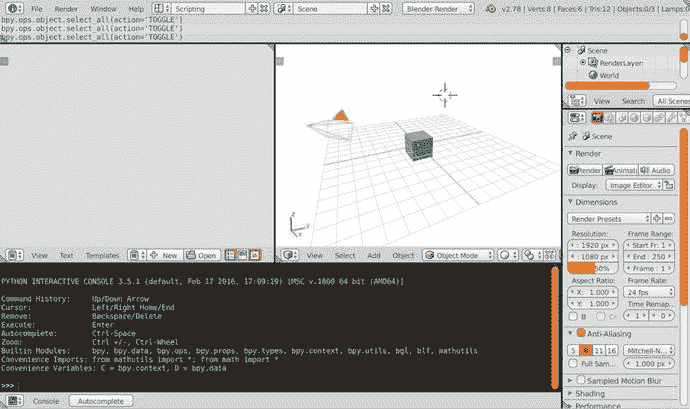 File Render Window Help Scripting Scene Blender Render v2.78 | Verts:8 | Faces:6 | Tris:12 | Objects:0/3 | Lamps:0
bpy.ops.object.select_all(action='TOGGLE')
bpy.ops.object.select_all(action='TOGGLE')
bpy.ops.object.select_all(action='TOGGLE')
Scene
RenderLayer
World
View Search All Scenes
Scene
Render
Render Animati Audio
Display: Image Editor
Dimensions
Render Presets
Resolution: Frame Range:
: 1920 px Start Fr: 1
: 1080 px End : 250
50% Frame : 1
Aspect Ratio: Frame Rate:
X: 1.000 24 fps
Y: 1.000 Time Remap...
B Cr : 1 : 1
Anti-Aliasing
5 8 11 16 Mitchell-N...
Full Sam... : 1.000 px
Sampled Motion Blur
Shading
Performance
z
x
View Text Templates New Open
View Select Add Object Object Mode
PYTHON INTERACTIVE CONSOLE 3.5.1 (default, Feb 17 2016, 17:09:19) [MSC v.1800 64 bit (AMD64)]
Command History: Up/Down Arrow
Cursor: Left/Right Home/End
Remove: Backspace/Delete
Execute: Enter
Autocomplete: Ctrl-Space
Zoom: Ctrl +/-, Ctrl-Wheel
Builtin Modules: bpy, bpy.data, bpy.ops, bpy.props, bpy.types, bpy.context, bpy.utils, bgl, blf, mathutils
Convenience Imports: from mathutils import *; from math import *
Convenience Variables: C = bpy.context, D = bpy.data
>>>
Console Autocomplete